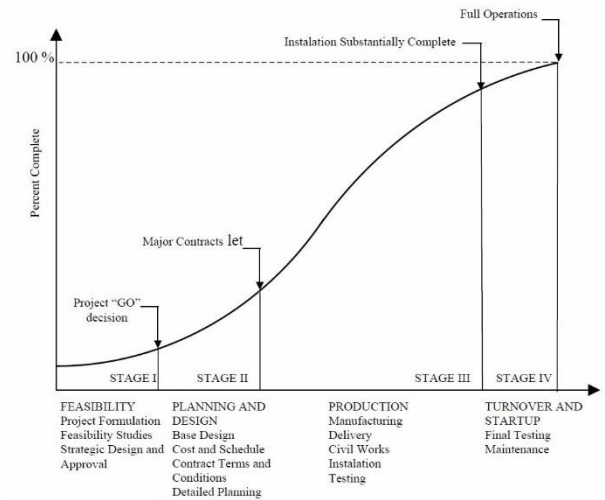 Full Operations
Instalation Substantially Complete
100 %
Percent Complete
Major Contracts let
Project “GO”
decision
STAGE I
STAGE II
STAGE III
STAGE IV
FEASIBILITY
Project Formulation
Feasibility Studies
Strategic Design and
Approval
PLANNING AND
DESIGN
Base Design
Cost and Schedule
Contract Terms and
Conditions
Detailed Planning
PRODUCTION
Manufacturing
Delivery
Civil Works
Instalation
Testing
TURNOVER AND
STARTUP
Final Testing
Maintenance